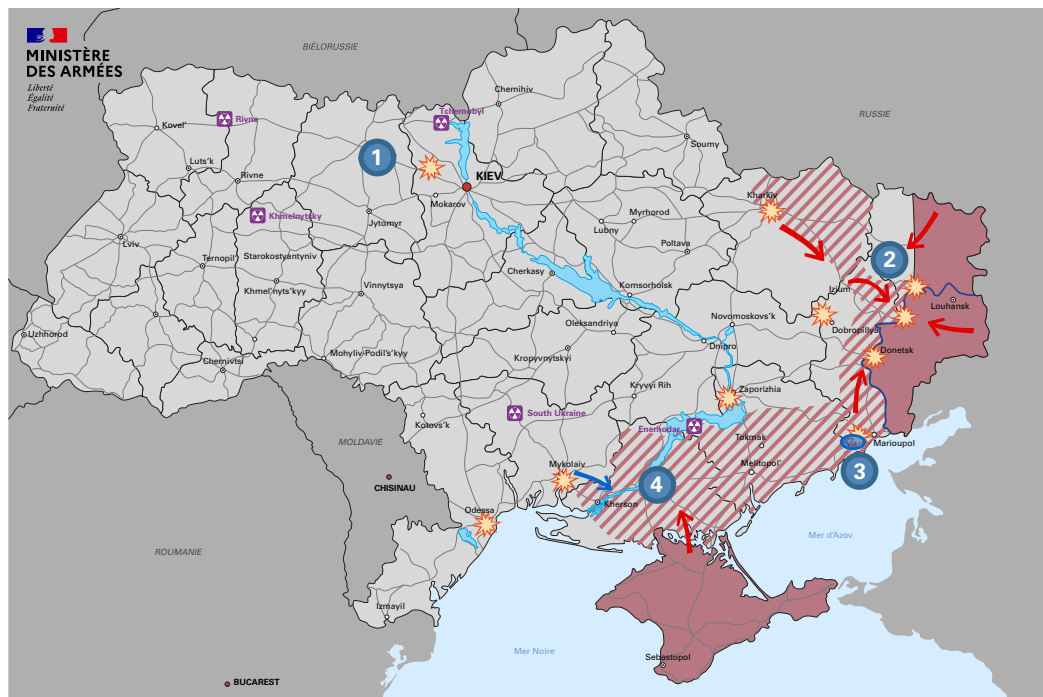 MINISTÈRE
DES ARMÉES
Liberté
Égalité
Fraternité
BIÉLORUSSIE
RUSSIE
Chernihiv
Tchernobyl
Rivne
Kovel'
Soumy
1
Luts'k
Rivne
KIEV
Mokarov
Kharkiv
Khmelnytsky
Jytomyr
Myrhorod
Lubny
Poltava
Lviv
Ternopil'
Starokostyantyniv
2
Cherkasy
Khmel'nyts'kyy
Vinnytsya
Komsorholsk
Izium
Louhansk
Uzhhorod
Oleksandriya
Novomoskovs'k
Dobropillya
Chernivtsi
Mohyliv-Podil's'kyy
Kropyvnytskyi
Dnipro
Donetsk
Kryvyi Rih
Zaporizhia
Kotovs'k
South Ukraine
Enerhodar
Tokmak
Marioupol
MOLDAVIE
Mykolaiv
Melitopol'
3
CHISINAU
4
Kherson
Odessa
Mer d'Azov
ROUMANIE
Izmayil
Mer Noire
Sebastopol
BUCAREST